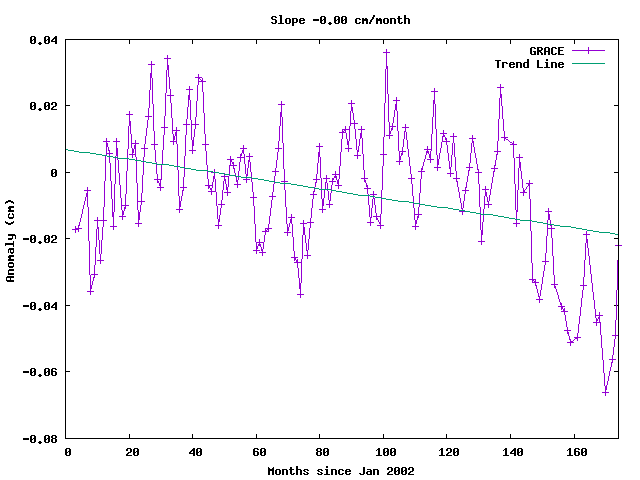 Slope -0.00 cm/month
GRACE
Trend Line
0.04
0.02
0
-0.02
-0.04
-0.06
-0.08
Anomaly (cm)
0 20 40 60 80 100 120 140 160
Months since Jan 2002